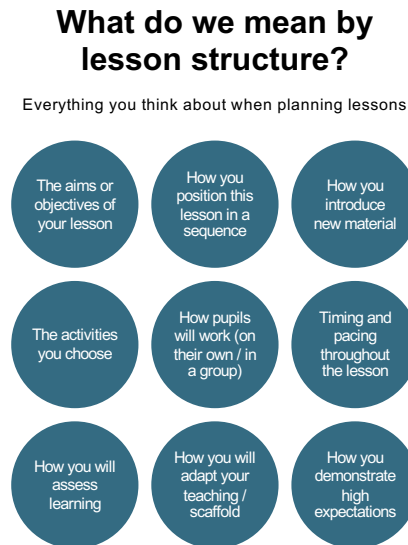 What do we mean by
lesson structure?
Everything you think about when planning lessons
The aims or
objectives of
your lesson
How you
position this
lesson in a
sequence
How you
introduce
new material
The activities
you choose
How pupils
will work (on
their own / in
a group)
Timing and
pacing
throughout
the lesson
How you will
assess
learning
How you will
adapt your
teaching /
scaffold
How you
demonstrate
high
expectations